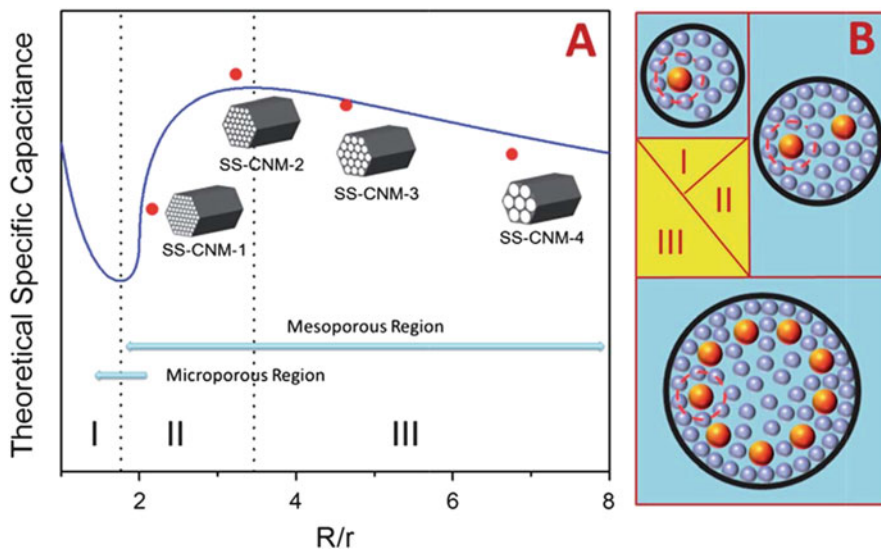 Theoretical Specific Capacitance
A
SS-CNM-1
SS-CNM-2
SS-CNM-3
SS-CNM-4
Mesoporous Region
Microporous Region
I
II
III
2
4
6
8
R/r
B
I
II
III